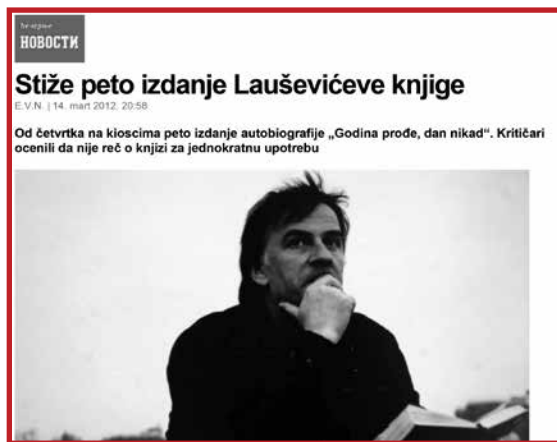 НОВОСТИ
Stiže peto izdanje Lauševićeve knjige
E.V.N. | 14. mart 2012. 20:58
Od četvrtka na kioscima peto izdanje autobiografije „Godina prođe, dan nikad“. Kritičari
ocenili da nije reč o knjizi za jednokratnu upotrebu